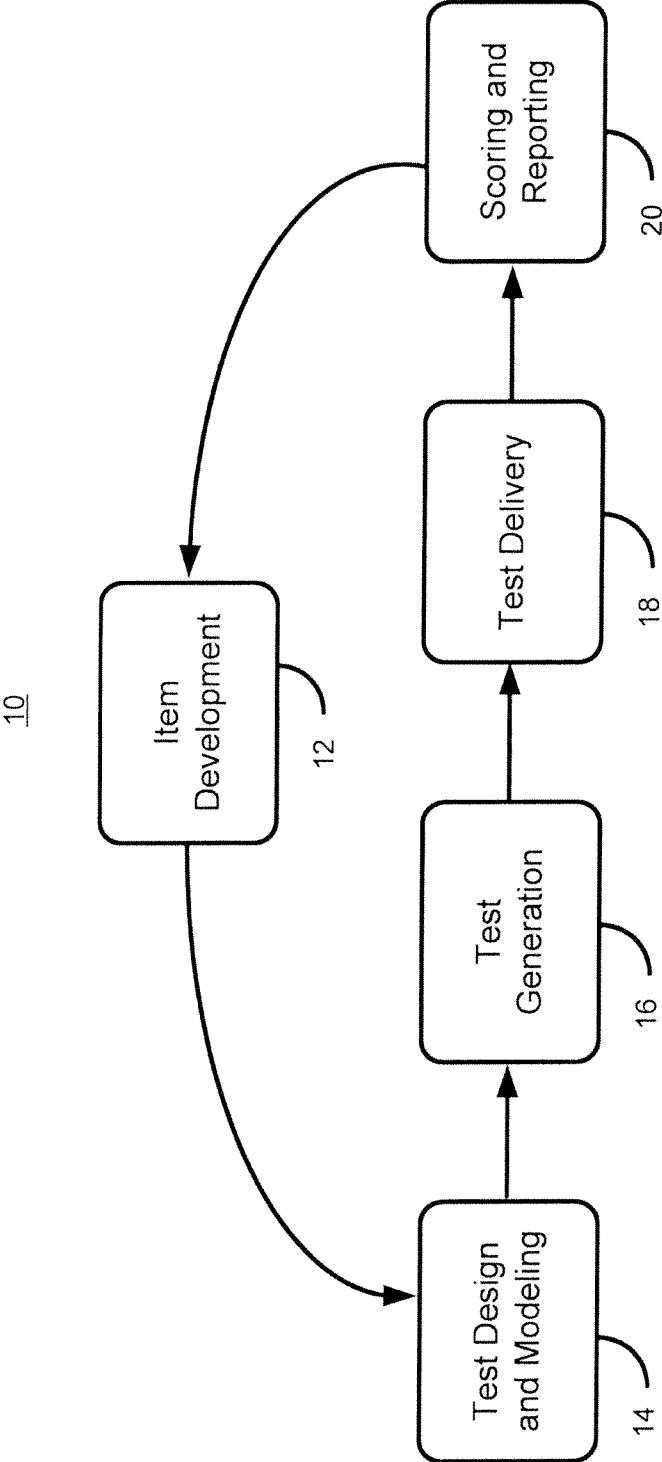 10
Item
Development
12
Test Design
and Modeling
14
Test
Generation
16
Test Delivery
18
Scoring and
Reporting
20